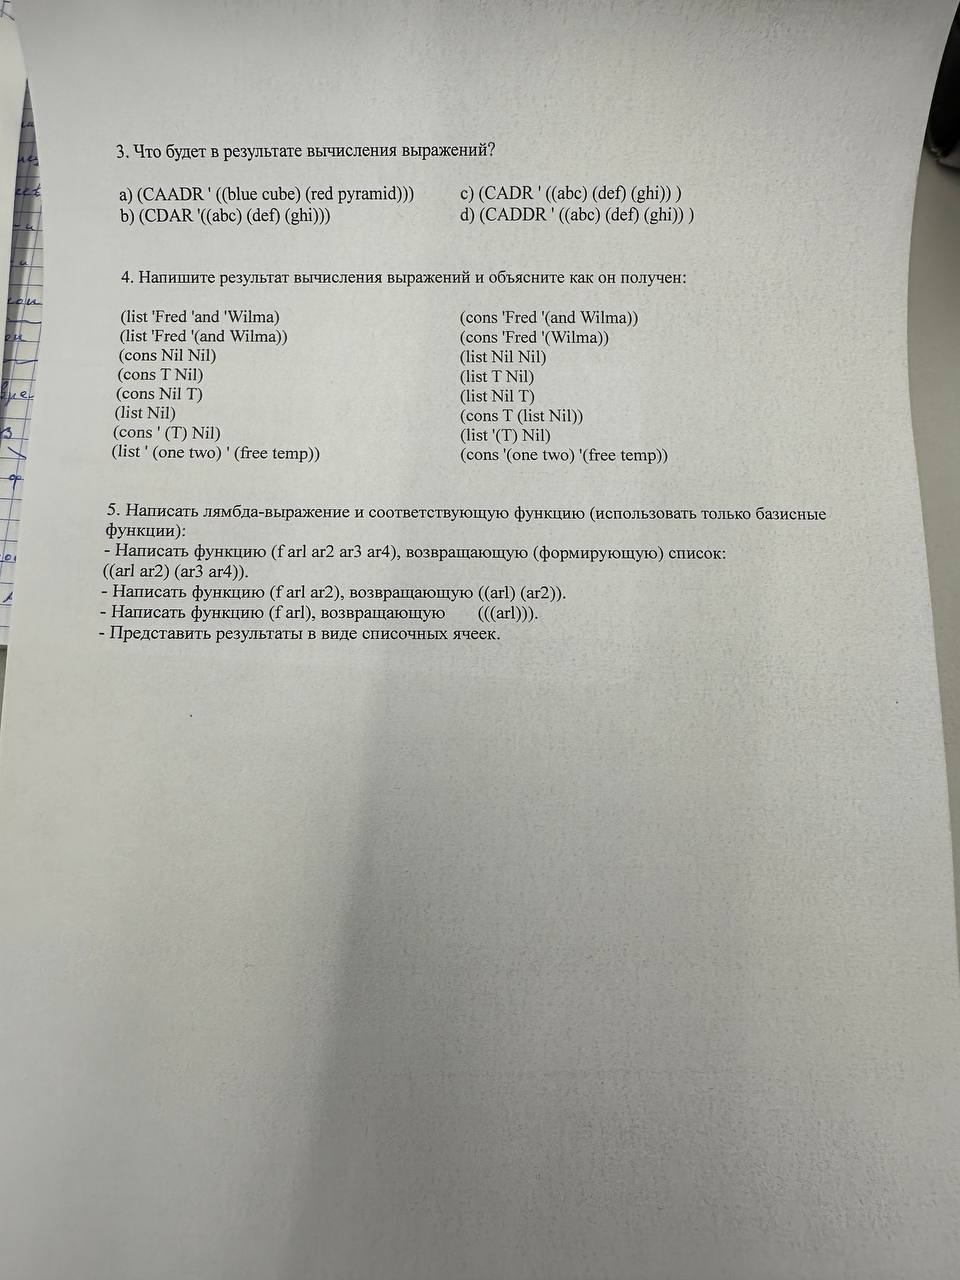 3. Что будет в результате вычисления выражений?
a) (CAADR ' ((blue cube) (red pyramid)))
c) (CADR ' ((abc) (def) (ghi)) )
b) (CDAR '((abc) (def) (ghi)))
d) (CADDR ' ((abc) (def) (ghi)) )
4. Напишите результат вычисления выражений и объясните как он получен:
(list 'Fred 'and 'Wilma)
(list 'Fred '(and Wilma))
(cons Nil Nil)
(cons T Nil)
(cons Nil T)
(list Nil)
(cons ' (T) Nil)
(list ' (one two) ' (free temp))
(cons 'Fred '(and Wilma))
(cons 'Fred '(Wilma))
(list Nil Nil)
(list T Nil)
(list Nil T)
(cons T (list Nil))
(list '(T) Nil)
(cons '(one two) '(free temp))
5. Написать лямбда-выражение и соответствующую функцию (использовать только базисные
функции):
- Написать функцию (f arl ar2 ar3 ar4), возвращающую (формирующую) список:
((arl ar2) (ar3 ar4)).
- Написать функцию (f arl ar2), возвращающую ((arl) (ar2)).
- Написать функцию (f arl), возвращающую (((arl))).
- Представить результаты в виде списочных ячеек.